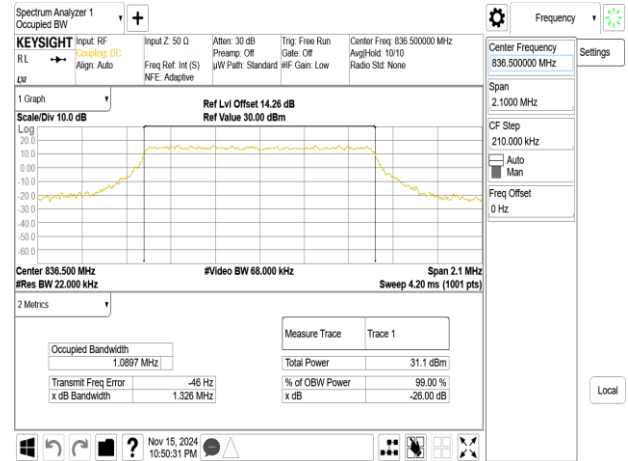 Spectrum Analyzer 1
Occupied BW
Frequency
KEYSIGHT
RL
LXI
Input: RF
Coupling: DC
Align: Auto
Input Z: 50 Ω
Freq Ref: Int (S)
NFE: Adaptive
Atten: 30 dB
Preamp: Off
µW Path: Standard
Trig: Free Run
Gate: Off
#IF Gain: Low
Center Freq: 836.500000 MHz
Avg|Hold: 10/10
Radio Std: None
Center Frequency
836.500000 MHz
Settings
Span
2.1000 MHz
CF Step
210.000 kHz
Auto
Man
Freq Offset
0 Hz
Local
1 Graph
Scale/Div 10.0 dB
Ref Lvl Offset 14.26 dB
Ref Value 30.00 dBm
Log
20.0
10.0
0.00
-10.0
-20.0
-30.0
-40.0
-50.0
-60.0
Center 836.500 MHz
#Video BW 68.000 kHz
Span 2.1 MHz
#Res BW 22.000 kHz
Sweep 4.20 ms (1001 pts)
2 Metrics
Measure Trace Trace 1
Occupied Bandwidth
1.0897 MHz
Total Power 31.1 dBm
Transmit Freq Error -46 Hz
% of OBW Power 99.00 %
x dB Bandwidth 1.326 MHz
x dB -26.00 dB
Nov 15, 2024
10:50:31 PM